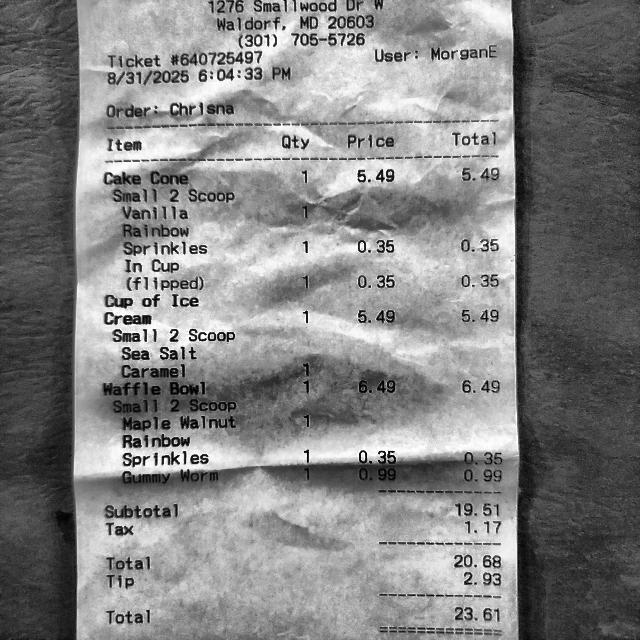 1276 Smallwood Dr W
Waldorf, MD 20603
(301) 705-5726
Ticket #640725497 User: MorganE
8/31/2025 6:04:33 PM
Order: Chrisna
Item Qty Price Total
Cake Cone 1 5.49 5.49
Small 2 Scoop
Vanilla 1
Rainbow
Sprinkles 1 0.35 0.35
In Cup
(flipped) 1 0.35 0.35
Cup of Ice
Cream 1 5.49 5.49
Small 2 Scoop
Sea Salt
Caramel 1
Waffle Bowl 1 6.49 6.49
Small 2 Scoop
Maple Walnut 1
Rainbow
Sprinkles 1 0.35 0.35
Gummy Worm 1 0.99 0.99
Subtotal 19.51
Tax 1.17
Total 20.68
Tip 2.93
Total 23.61